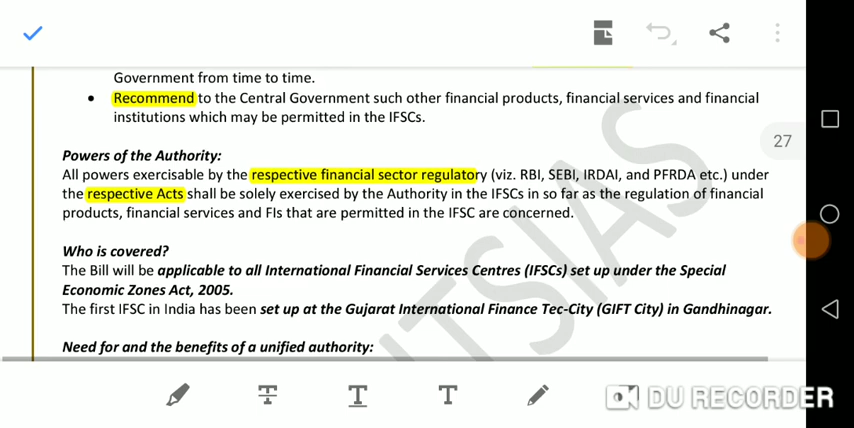 Government from time to time.
• Recommend to the Central Government such other financial products, financial services and financial
institutions which may be permitted in the IFSCs.
27
Powers of the Authority:
All powers exercisable by the respective financial sector regulatory (viz. RBI, SEBI, IRDAI, and PFRDA etc.) under
the respective Acts shall be solely exercised by the Authority in the IFSCs in so far as the regulation of financial
products, financial services and FIs that are permitted in the IFSC are concerned.
Who is covered?
The Bill will be applicable to all International Financial Services Centres (IFSCs) set up under the Special
Economic Zones Act, 2005.
The first IFSC in India has been set up at the Gujarat International Finance Tec-City (GIFT City) in Gandhinagar.
Need for and the benefits of a unified authority:
T T T
DU RECORDER